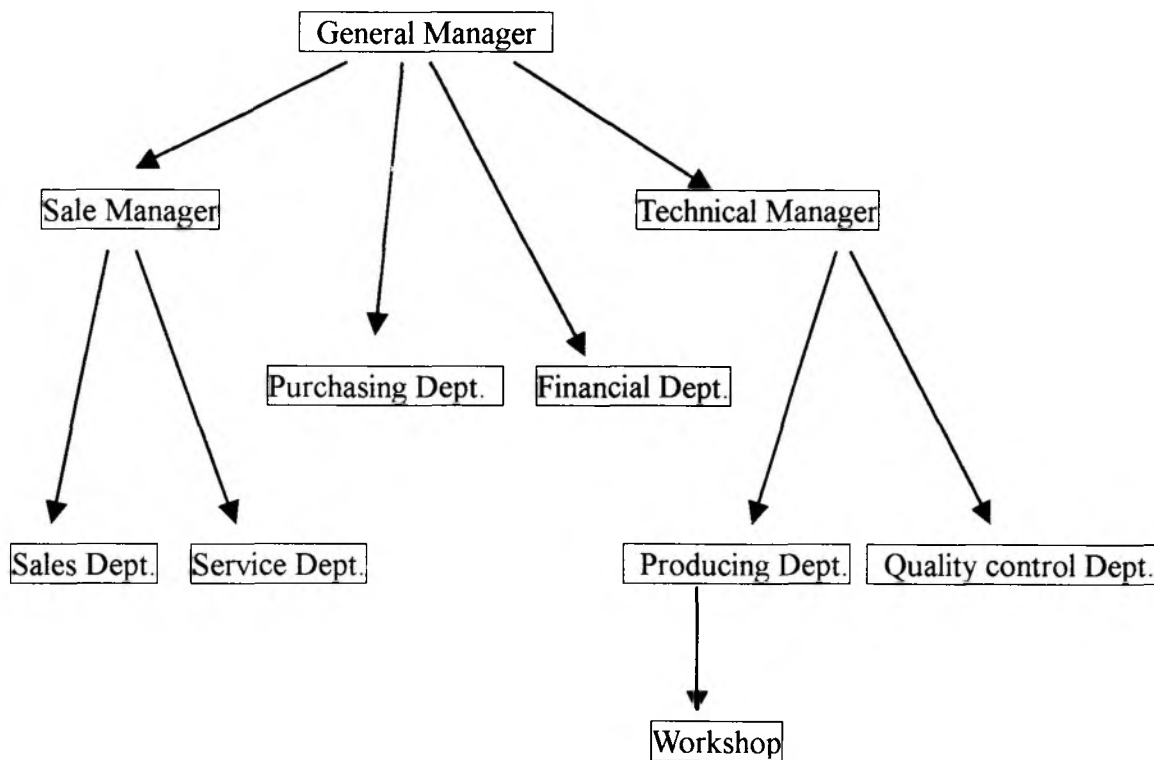 General Manager
Sale Manager
Technical Manager
Purchasing Dept.
Financial Dept.
Sales Dept.
Service Dept.
Producing Dept.
Quality control Dept.
Workshop